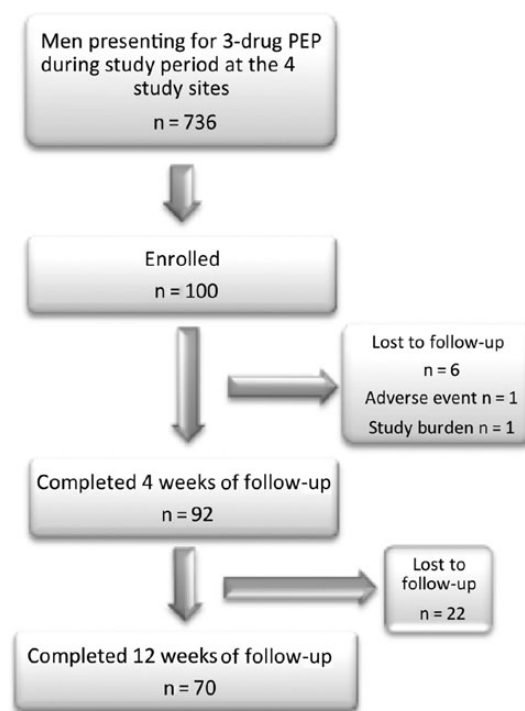 Men presenting for 3-drug PEP
during study period at the 4
study sites
n = 736
Enrolled
n = 100
Lost to follow-up
n = 6
Adverse event n = 1
Study burden n = 1
Completed 4 weeks of follow-up
n = 92
Lost to
follow-up
n = 22
Completed 12 weeks of follow-up
n = 70